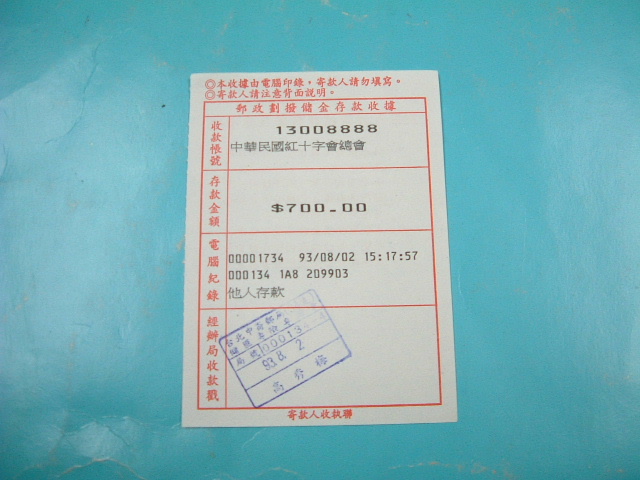 ◎本收據由電腦印錄，寄款人請勿填寫。
◎寄款人請注意背面說明。
郵政劃撥儲金存款收據
收款帳號
13008888
中華民國紅十字會總會
存款金額
$700.00
電腦紀錄
00001734 93/08/02 15:17:57
000134 1A8 209903
他人存款
經辦局收款戳
93.8.2
寄款人收執聯